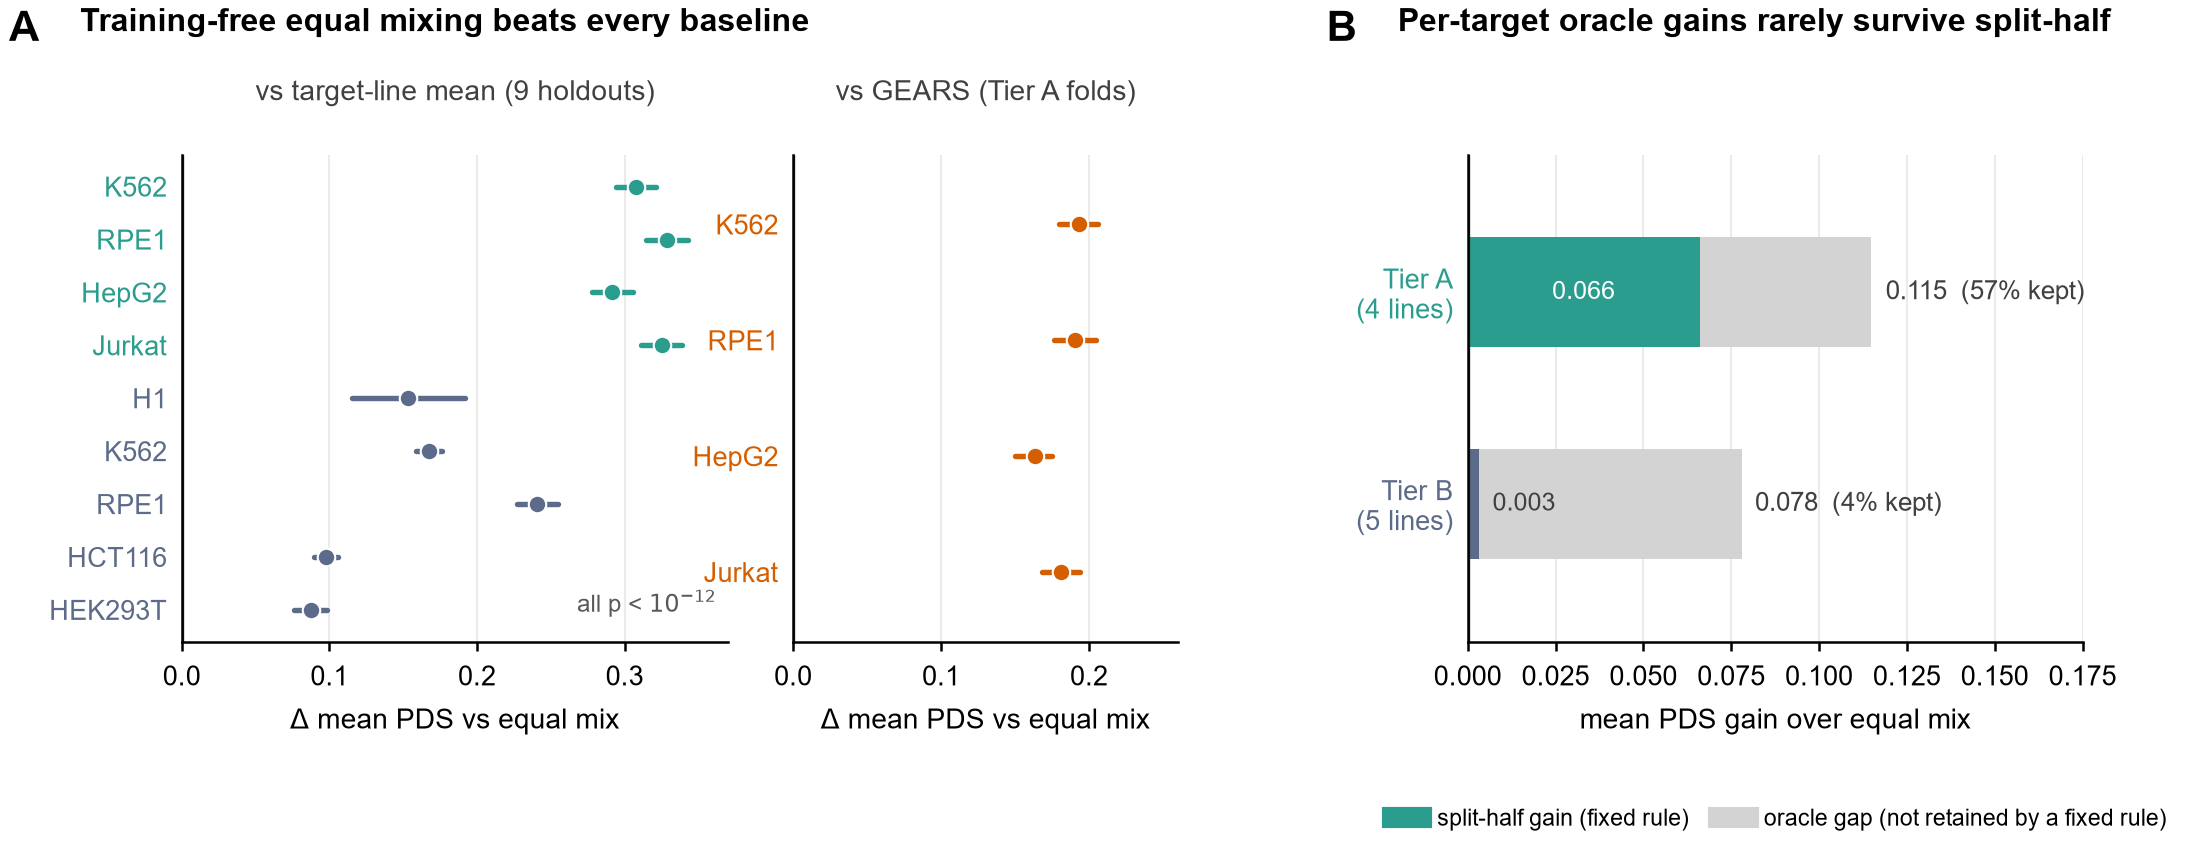 A
Training-free equal mixing beats every baseline
vs target-line mean (9 holdouts)
K562
RPE1
HepG2
Jurkat
H1
K562
RPE1
HCT116
HEK293T
all p < 10⁻¹²
0.0 0.1 0.2 0.3
Δ mean PDS vs equal mix
vs GEARS (Tier A folds)
K562
RPE1
HepG2
Jurkat
0.0 0.1 0.2
Δ mean PDS vs equal mix
B
Per-target oracle gains rarely survive split-half
Tier A
(4 lines)
0.066
0.115 (57% kept)
Tier B
(5 lines)
0.003
0.078 (4% kept)
0.000 0.025 0.050 0.075 0.100 0.125 0.150 0.175
mean PDS gain over equal mix
split-half gain (fixed rule)
oracle gap (not retained by a fixed rule)